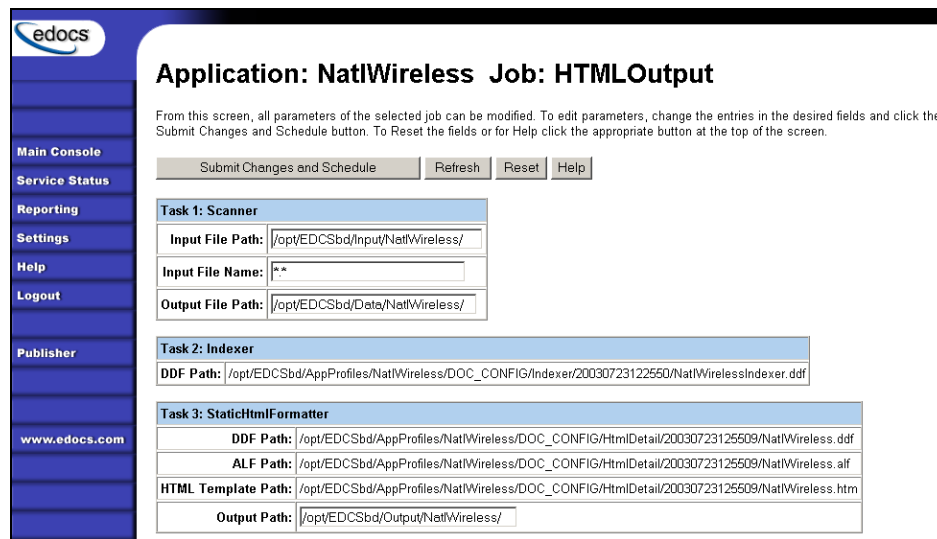 edocs
Main Console
Service Status
Reporting
Settings
Help
Logout
Publisher
www.edocs.com
Application: NatlWireless Job: HTMLOutput
From this screen, all parameters of the selected job can be modified. To edit parameters, change the entries in the desired fields and click the
Submit Changes and Schedule button. To Reset the fields or for Help click the appropriate button at the top of the screen.
Submit Changes and Schedule Refresh Reset Help
Task 1: Scanner
Input File Path: /opt/EDCSbd/Input/NatlWireless/
Input File Name: *.*
Output File Path: /opt/EDCSbd/Data/NatlWireless/
Task 2: Indexer
DDF Path: /opt/EDCSbd/AppProfiles/NatlWireless/DOC_CONFIG/Indexer/20030723122550/NatlWirelessIndexer.ddf
Task 3: StaticHtmlFormatter
DDF Path: /opt/EDCSbd/AppProfiles/NatlWireless/DOC_CONFIG/HtmlDetail/20030723125509/NatlWireless.ddf
ALF Path: /opt/EDCSbd/AppProfiles/NatlWireless/DOC_CONFIG/HtmlDetail/20030723125509/NatlWireless.alf
HTML Template Path: /opt/EDCSbd/AppProfiles/NatlWireless/DOC_CONFIG/HtmlDetail/20030723125509/NatlWireless.htm
Output Path: /opt/EDCSbd/Output/NatlWireless/